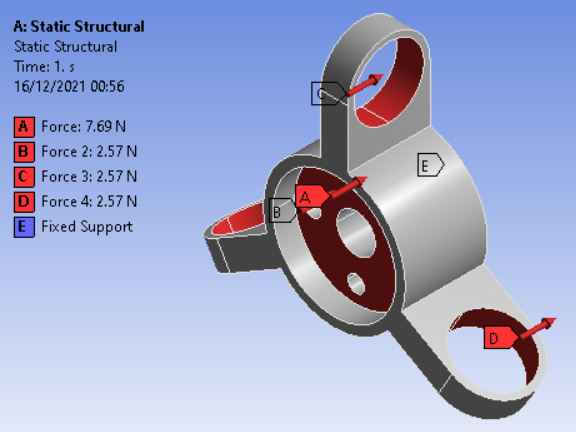 A: Static Structural
Static Structural
Time: 1. s
16/12/2021 00:56
A Force: 7.69 N
B Force 2: 2.57 N
C Force 3: 2.57 N
D Force 4: 2.57 N
E Fixed Support
C
E
A
B
D